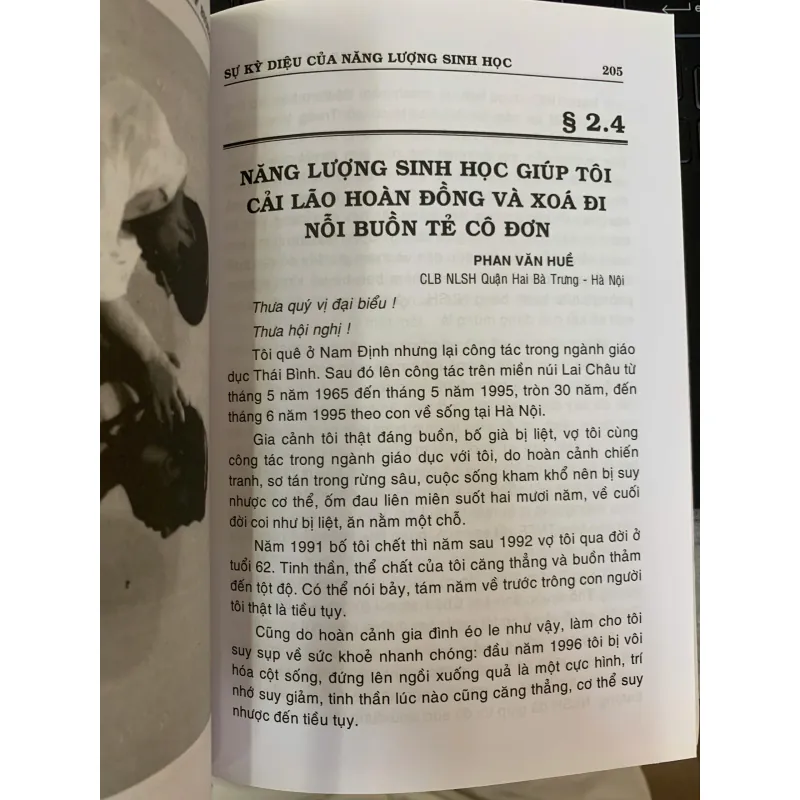 SỰ KỲ DIỆU CỦA NĂNG LƯỢNG SINH HỌC 205
§ 2.4
NĂNG LƯỢNG SINH HỌC GIÚP TÔI
CẢI LÃO HOÀN ĐỒNG VÀ XOÁ ĐI
NỖI BUỒN TẺ CÔ ĐƠN
PHAN VĂN HUỀ
CLB NLSH Quận Hai Bà Trưng - Hà Nội
Thưa quý vị đại biểu !
Thưa hội nghị !
Tôi quê ở Nam Định nhưng lại công tác trong ngành giáo
dục Thái Bình. Sau đó lên công tác trên miền núi Lai Châu từ
tháng 5 năm 1965 đến tháng 5 năm 1995, tròn 30 năm, đến
tháng 6 năm 1995 theo con về sống tại Hà Nội.
Gia cảnh tôi thật đáng buồn, bố già bị liệt, vợ tôi cùng
công tác trong ngành giáo dục với tôi, do hoàn cảnh chiến
tranh, sơ tán trong rừng sâu, cuộc sống kham khổ nên bị suy
nhược cơ thể, ốm đau liên miên suốt hai mươi năm, về cuối
đời coi như bị liệt, ăn nằm một chỗ.
Năm 1991 bố tôi chết thì năm sau 1992 vợ tôi qua đời ở
tuổi 62. Tinh thần, thể chất của tôi căng thẳng và buồn thảm
đến tột độ. Có thể nói bảy, tám năm về trước trông con người
tôi thật là tiều tụy.
Cũng do hoàn cảnh gia đình éo le như vậy, làm cho tôi
suy sụp về sức khoẻ nhanh chóng: đầu năm 1996 tôi bị vôi
hóa cột sống, đứng lên ngồi xuống quả là một cực hình, trí
nhớ suy giảm, tinh thần lúc nào cũng căng thẳng, cơ thể suy
nhược đến tiều tụy.